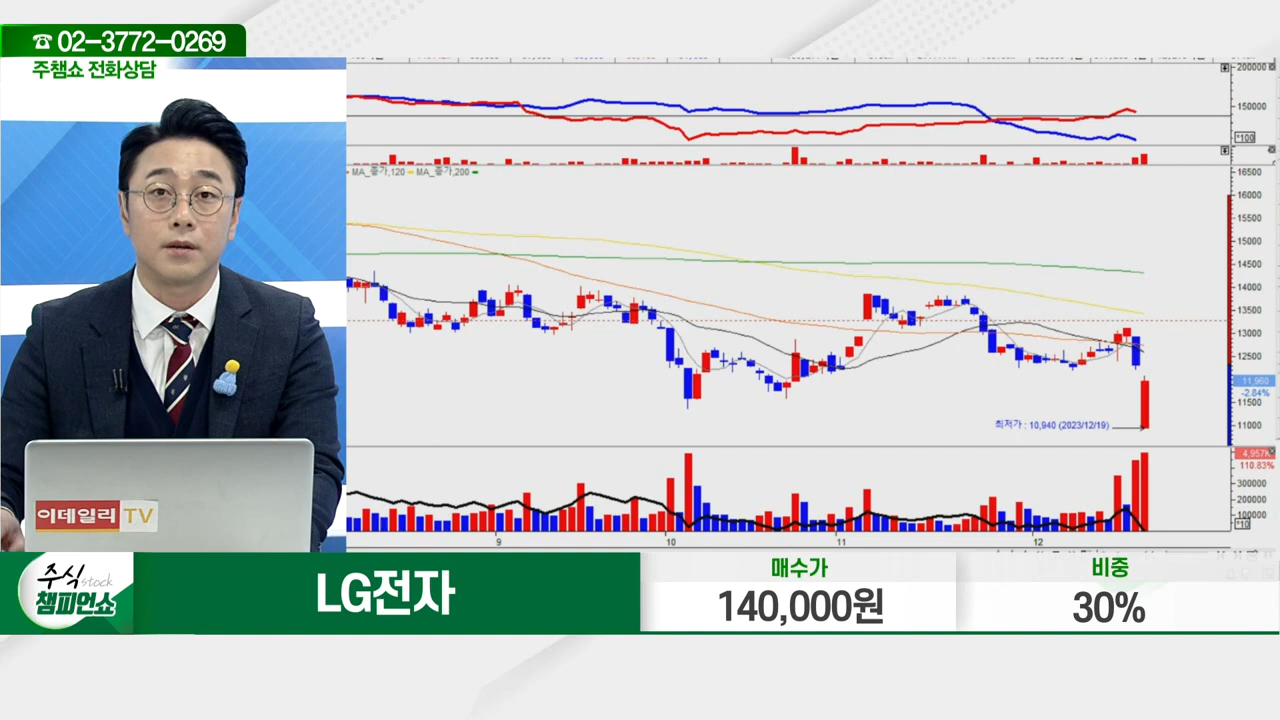 ☎ 02-3772-0269
주챔쇼 전화상담
200000
150000
*100
MA_종가,120 MA_종가,200
16500
15500
15000
14500
14000
13500
13000
12500
11,960
-2.84%
11500
11000
최저가 : 10,940 (2023/12/19)
4,957K
110.83%
300000
200000
100000
*10
9 10 11 12
이데일리 TV
주식 stock
챔피언쇼
LG전자
매수가
140,000원
비중
30%